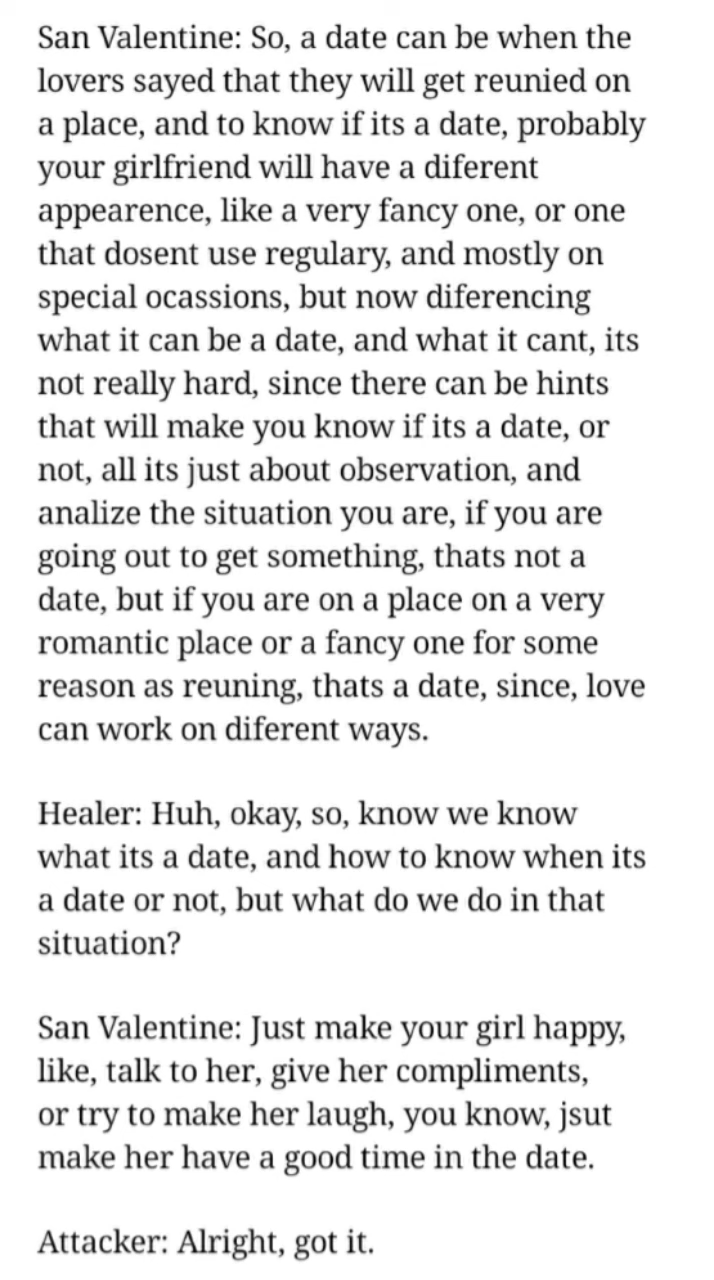 San Valentine: So, a date can be when the
lovers sayed that they will get reunied on
a place, and to know if its a date, probably
your girlfriend will have a diferent
appearence, like a very fancy one, or one
that dosent use regulary, and mostly on
special ocassions, but now diferencing
what it can be a date, and what it cant, its
not really hard, since there can be hints
that will make you know if its a date, or
not, all its just about observation, and
analize the situation you are, if you are
going out to get something, thats not a
date, but if you are on a place on a very
romantic place or a fancy one for some
reason as reuning, thats a date, since, love
can work on diferent ways.
Healer: Huh, okay, so, know we know
what its a date, and how to know when its
a date or not, but what do we do in that
situation?
San Valentine: Just make your girl happy,
like, talk to her, give her compliments,
or try to make her laugh, you know, jsut
make her have a good time in the date.
Attacker: Alright, got it.